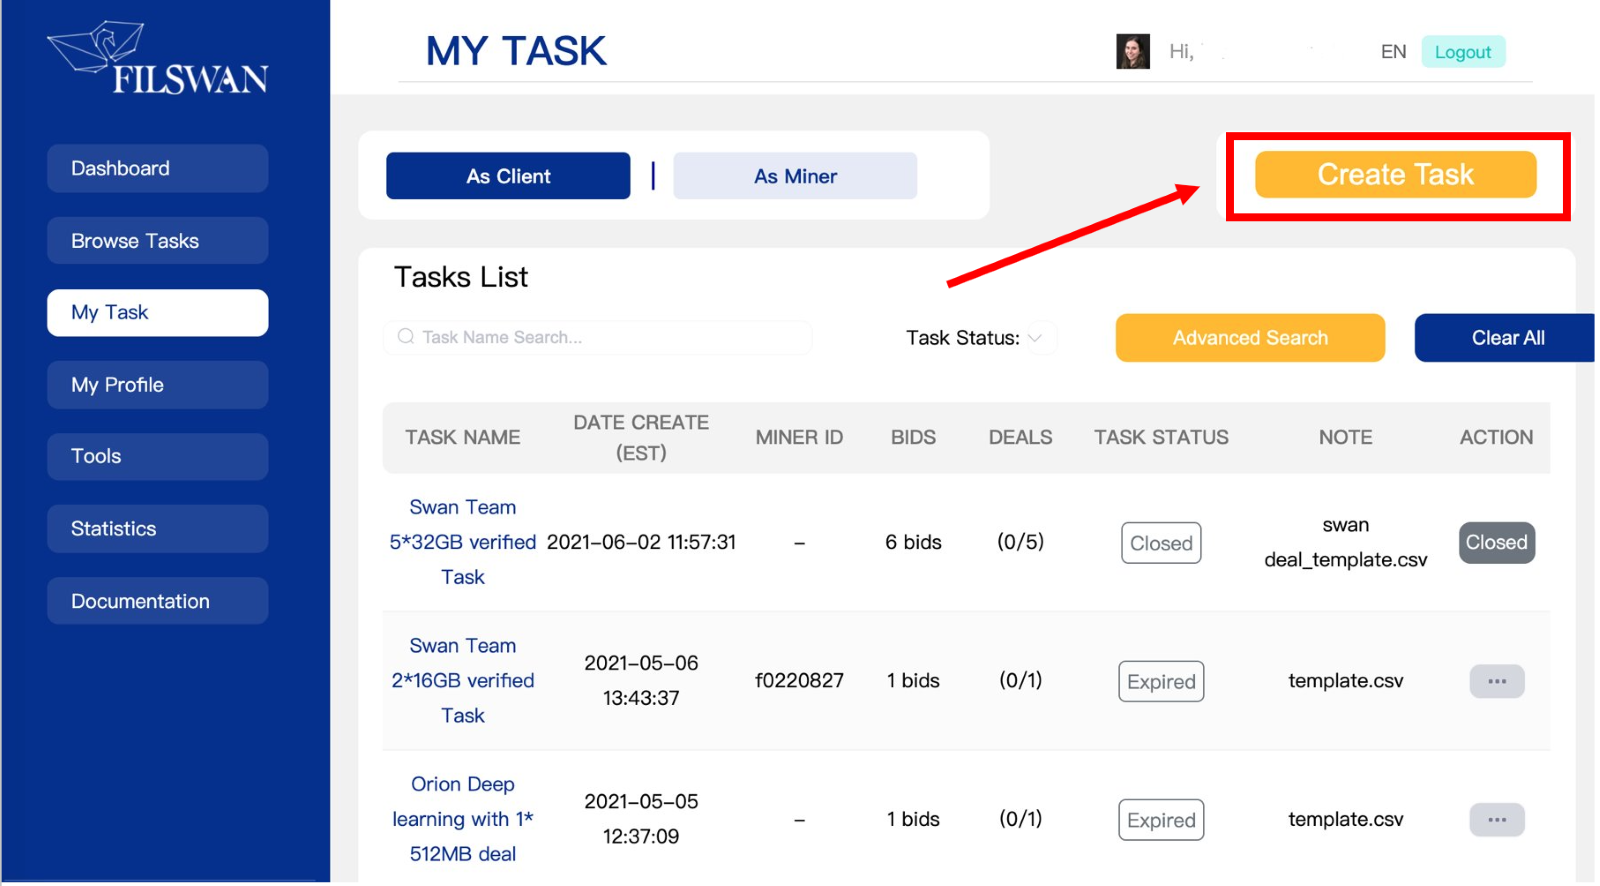 FILSWAN
MY TASK
Hi,
EN
Logout
Dashboard
Browse Tasks
My Task
My Profile
Tools
Statistics
Documentation
As Client
As Miner
Create Task
Tasks List
Task Name Search...
Task Status:
Advanced Search
Clear All
TASK NAME
DATE CREATE
(EST)
MINER ID
BIDS
DEALS
TASK STATUS
NOTE
ACTION
Swan Team
5*32GB verified
Task
2021-06-02 11:57:31
-
6 bids
(0/5)
Closed
swan
deal_template.csv
Closed
Swan Team
2*16GB verified
Task
2021-05-06
13:43:37
f0220827
1 bids
(0/1)
Expired
template.csv
...
Orion Deep
learning with 1*
512MB deal
2021-05-05
12:37:09
-
1 bids
(0/1)
Expired
template.csv
...